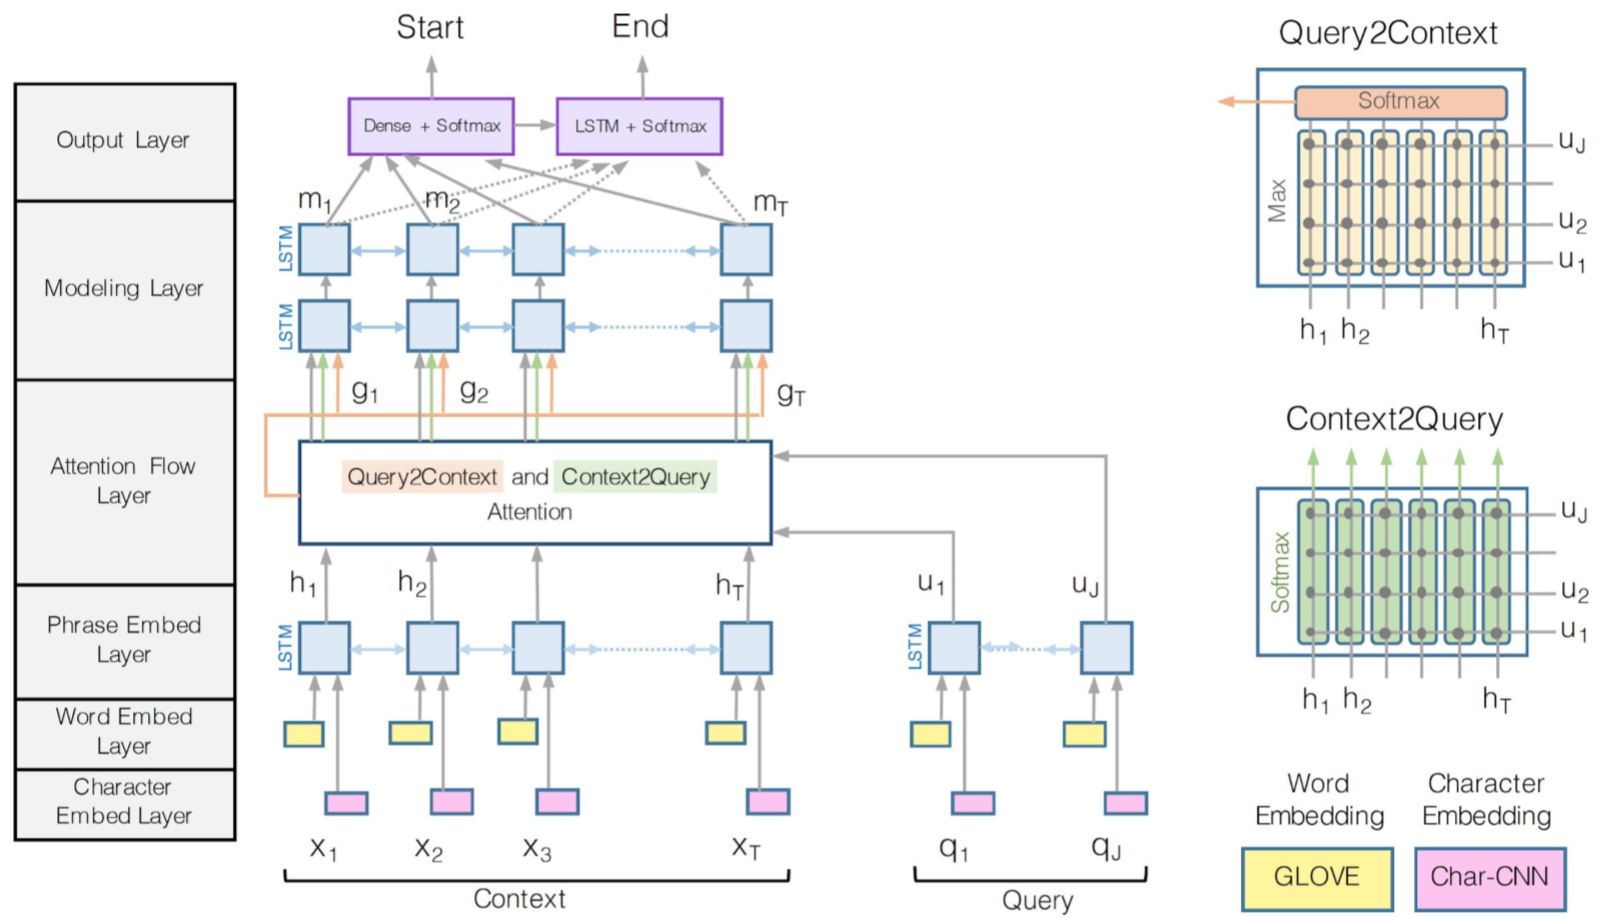 Start
End
Output Layer
Dense + Softmax
LSTM + Softmax
m1
m2
mT
Modeling Layer
LSTM
LSTM
g1
g2
gT
Attention Flow
Layer
Query2Context and Context2Query
Attention
h1
h2
hT
u1
uJ
Phrase Embed
Layer
LSTM
LSTM
Word Embed
Layer
Character
Embed Layer
x1
x2
x3
xT
q1
qJ
Context
Query
Query2Context
Softmax
Max
uJ
u2
u1
h1
h2
hT
Context2Query
Softmax
uJ
u2
u1
h1
h2
hT
Word
Embedding
GLOVE
Character
Embedding
Char-CNN